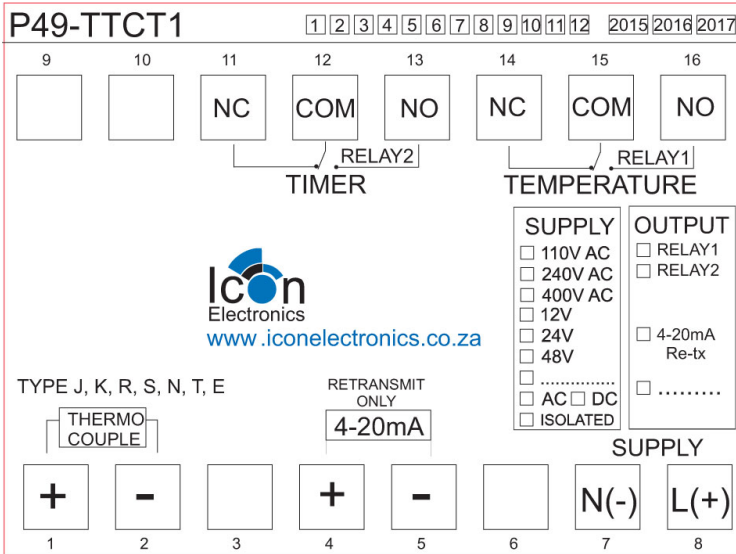 P49-TTCT1 1 2 3 4 5 6 7 8 9 10 11 12 2015 2016 2017
9 10 11 12 13 14 15 16
NC COM NO NC COM NO
RELAY2 RELAY1
TIMER TEMPERATURE
SUPPLY
110V AC
240V AC
400V AC
12V
24V
48V
...............
AC DC
ISOLATED
OUTPUT
RELAY1
RELAY2
4-20mA
Re-tx
.........
Icon
Electronics
www .iconelectronics.co.za
TYPE J, K, R, S, N, T, E
THERMO
COUPLE
RETRANSMIT
ONLY
4-20mA
SUPPLY
+ - + - N(-) L(+)
1 2 3 4 5 6 7 8